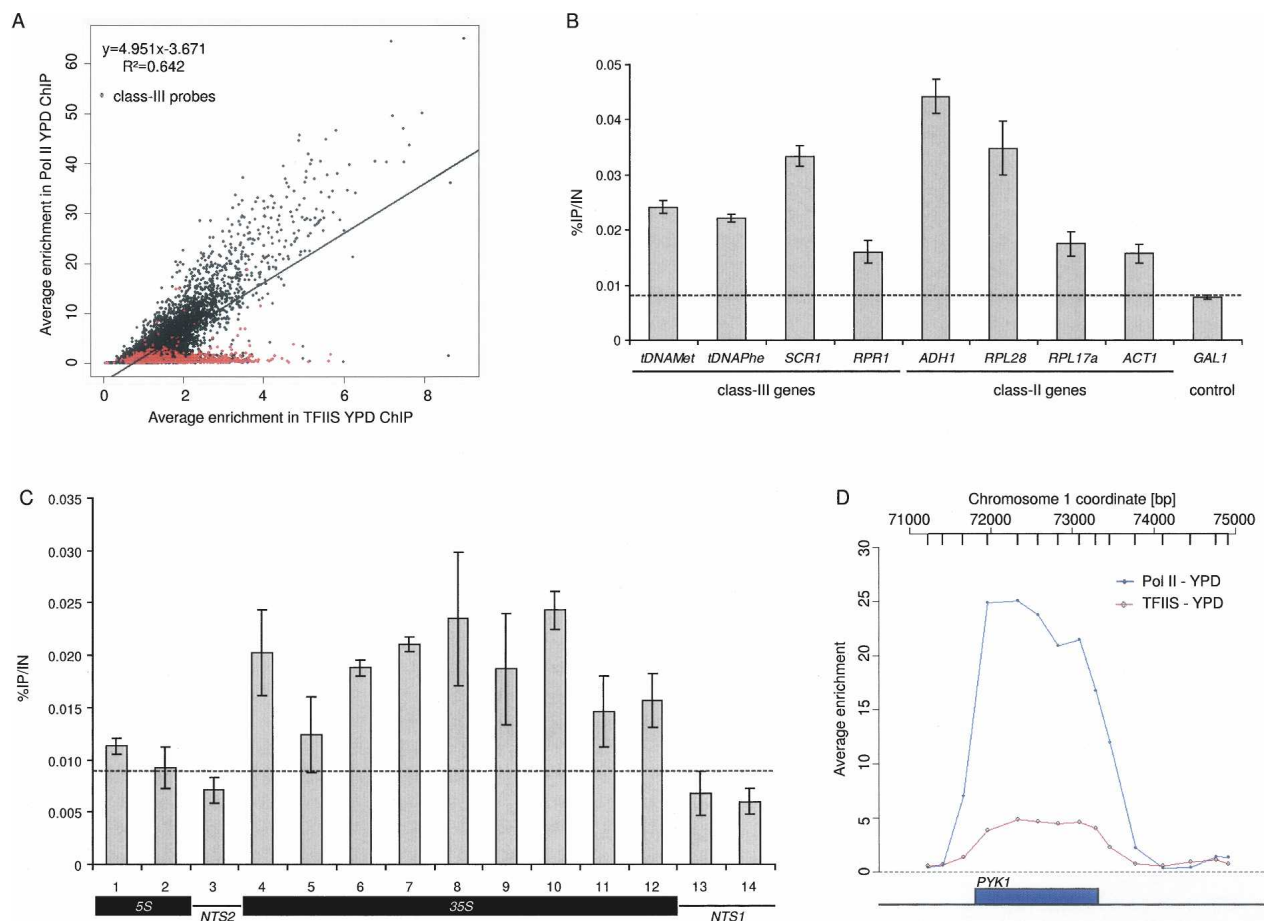 A
y=4.951x-3.671
R²=0.642
class-III probes
Average enrichment in Pol II YPD ChIP
0 10 20 30 40 50 60
0 2 4 6 8
Average enrichment in TFIIS YPD ChIP
B
%IP/IN
0.05
0.04
0.03
0.02
0.01
0
tDNAMet tDNAPhe SCR1 RPR1 ADH1 RPL28 RPL17a ACT1 GAL1
class-III genes class-II genes control
C
%IP/IN
0.035
0.030
0.025
0.020
0.015
0.010
0.005
0
1 2 3 4 5 6 7 8 9 10 11 12 13 14
5S NTS2 35S NTS1
D
Chromosome 1 coordinate [bp]
71000 72000 73000 74000 75000
Average enrichment
30
25
20
15
10
5
0
Pol II - YPD
TFIIS - YPD
PYK1